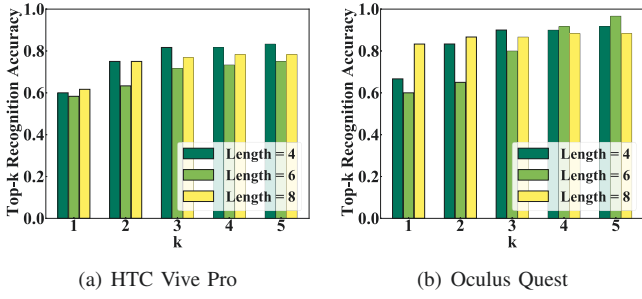 Top-k Recognition Accuracy
1.0
0.8
0.6
0.4
0.2
0.0
Length = 4
Length = 6
Length = 8
1 2 3 4 5
k
(a) HTC Vive Pro
Top-k Recognition Accuracy
1.0
0.8
0.6
0.4
0.2
0.0
Length = 4
Length = 6
Length = 8
1 2 3 4 5
k
(b) Oculus Quest